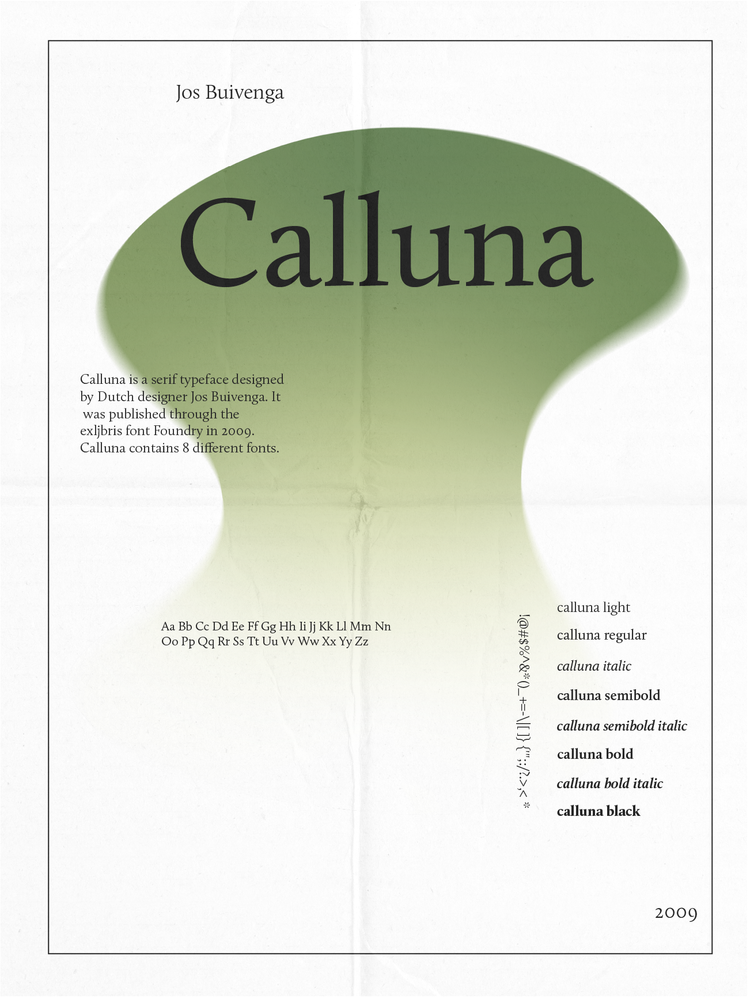 Jos Buivenga
Calluna
Calluna is a serif typeface designed
by Dutch designer Jos Buivenga. It
was published through the
exljbris font Foundry in 2009.
Calluna contains 8 different fonts.
Aa Bb Cc Dd Ee Ff Gg Hh Ii Jj Kk Ll Mm Nn
Oo Pp Qq Rr Ss Tt Uu Vv Ww Xx Yy Zz
!@#$%^&*()_+=-\|[ ]} {"';:/?.>,< *
calluna light
calluna regular
calluna italic
calluna semibold
calluna semibold italic
calluna bold
calluna bold italic
calluna black
2009